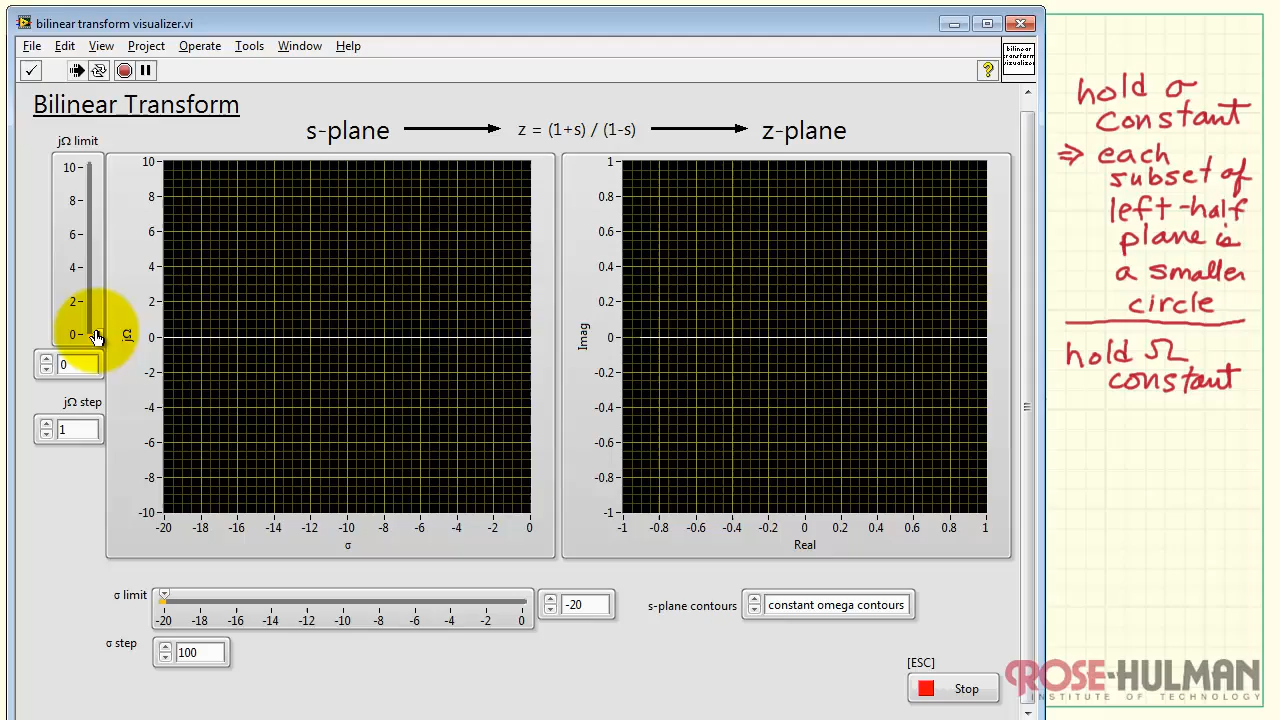 bilinear transform visualizer.vi
File Edit View Project Operate Tools Window Help
bilinear
transform
visualizer
Bilinear Transform
s-plane z = (1+s) / (1-s) z-plane
jΩ limit
10
8
6
4
2
0
0
jΩ step
1
10
8
6
4
2
0
-2
-4
-6
-8
-10
jΩ
-20 -18 -16 -14 -12 -10 -8 -6 -4 -2 0
σ
1
0.8
0.6
0.4
0.2
0
-0.2
-0.4
-0.6
-0.8
-1
Imag
-1 -0.8 -0.6 -0.4 -0.2 0 0.2 0.4 0.6 0.8 1
Real
σ limit
-20 -18 -16 -14 -12 -10 -8 -6 -4 -2 0
-20
s-plane contours constant omega contours
σ step
100
[ESC]
Stop
hold σ
constant
⇒ each
subset of
left-half
plane is
a smaller
circle
hold Ω
constant
ROSE-HULMAN
INSTITUTE OF TECHNOLOGY